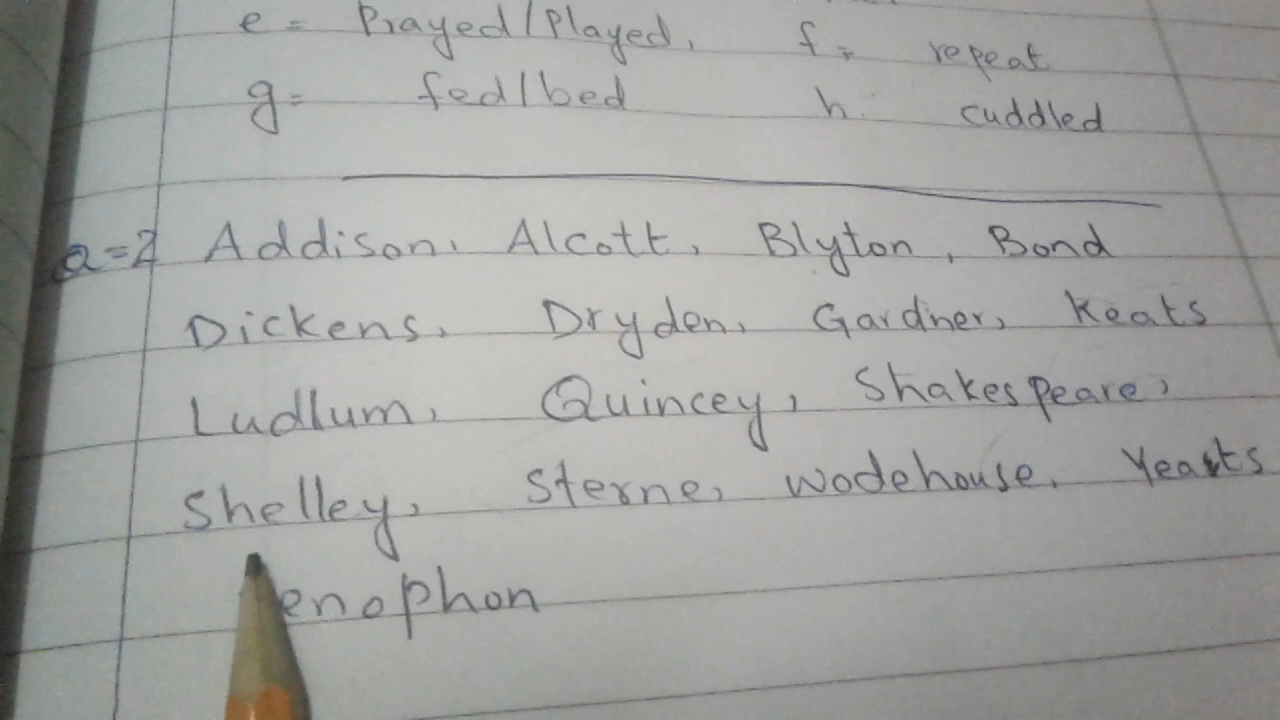 e = Prayed/Played, f = repeat
g = fed/bed h. cuddled
a=2 Addison, Alcott, Blyton, Bond
Dickens, Dryden, Gardner, Keats
Ludlum, Quincey, Shakespeare,
Shelley, Sterne, Wodehouse, Yeats
enophon